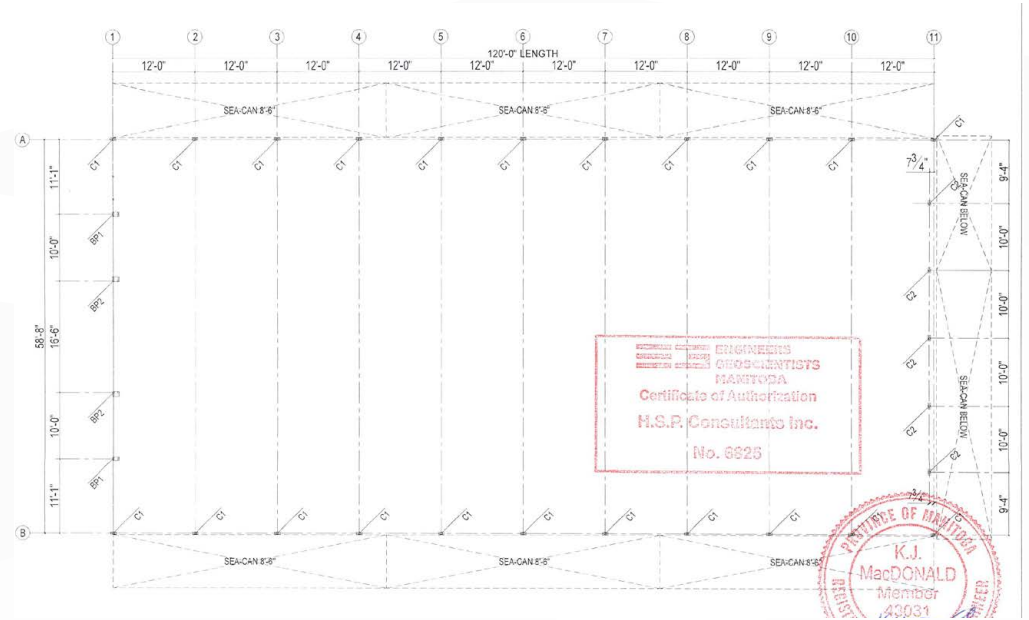 1 2 3 4 5 6 7 8 9 10 11
120'-0" LENGTH
12'-0" 12'-0" 12'-0" 12'-0" 12'-0" 12'-0" 12'-0" 12'-0" 12'-0" 12'-0"
SEA-CAN 8'-6" SEA-CAN 8'-6" SEA-CAN 8'-6"
C1
A
C1 C1 C1 C1 C1 C1 C1 C1 C1 C1
7 3/4"
11'-1"
9'-4"
SEA-CAN BELOW
BP1
10'-0"
10'-0"
BP2
C2
10'-0"
58'-8"
16'-6"
C2
10'-0"
SEA-CAN BELOW
BP2
C2
10'-0"
10'-0"
C2
BP1
11'-1"
7 3/4"
9'-4"
C1 C1 C1 C1 C1 C1 C1 C1 C1
B
SEA-CAN 8'-6" SEA-CAN 8'-6" SEA-CAN 8'-6"
ENGINEERS
GEOSCIENTISTS
MANITOBA
Certificate of Authorization
H.S.P. Consultants Inc.
No. 6825
PROVINCE OF MANITOBA
K.J.
MacDONALD
Member
43031